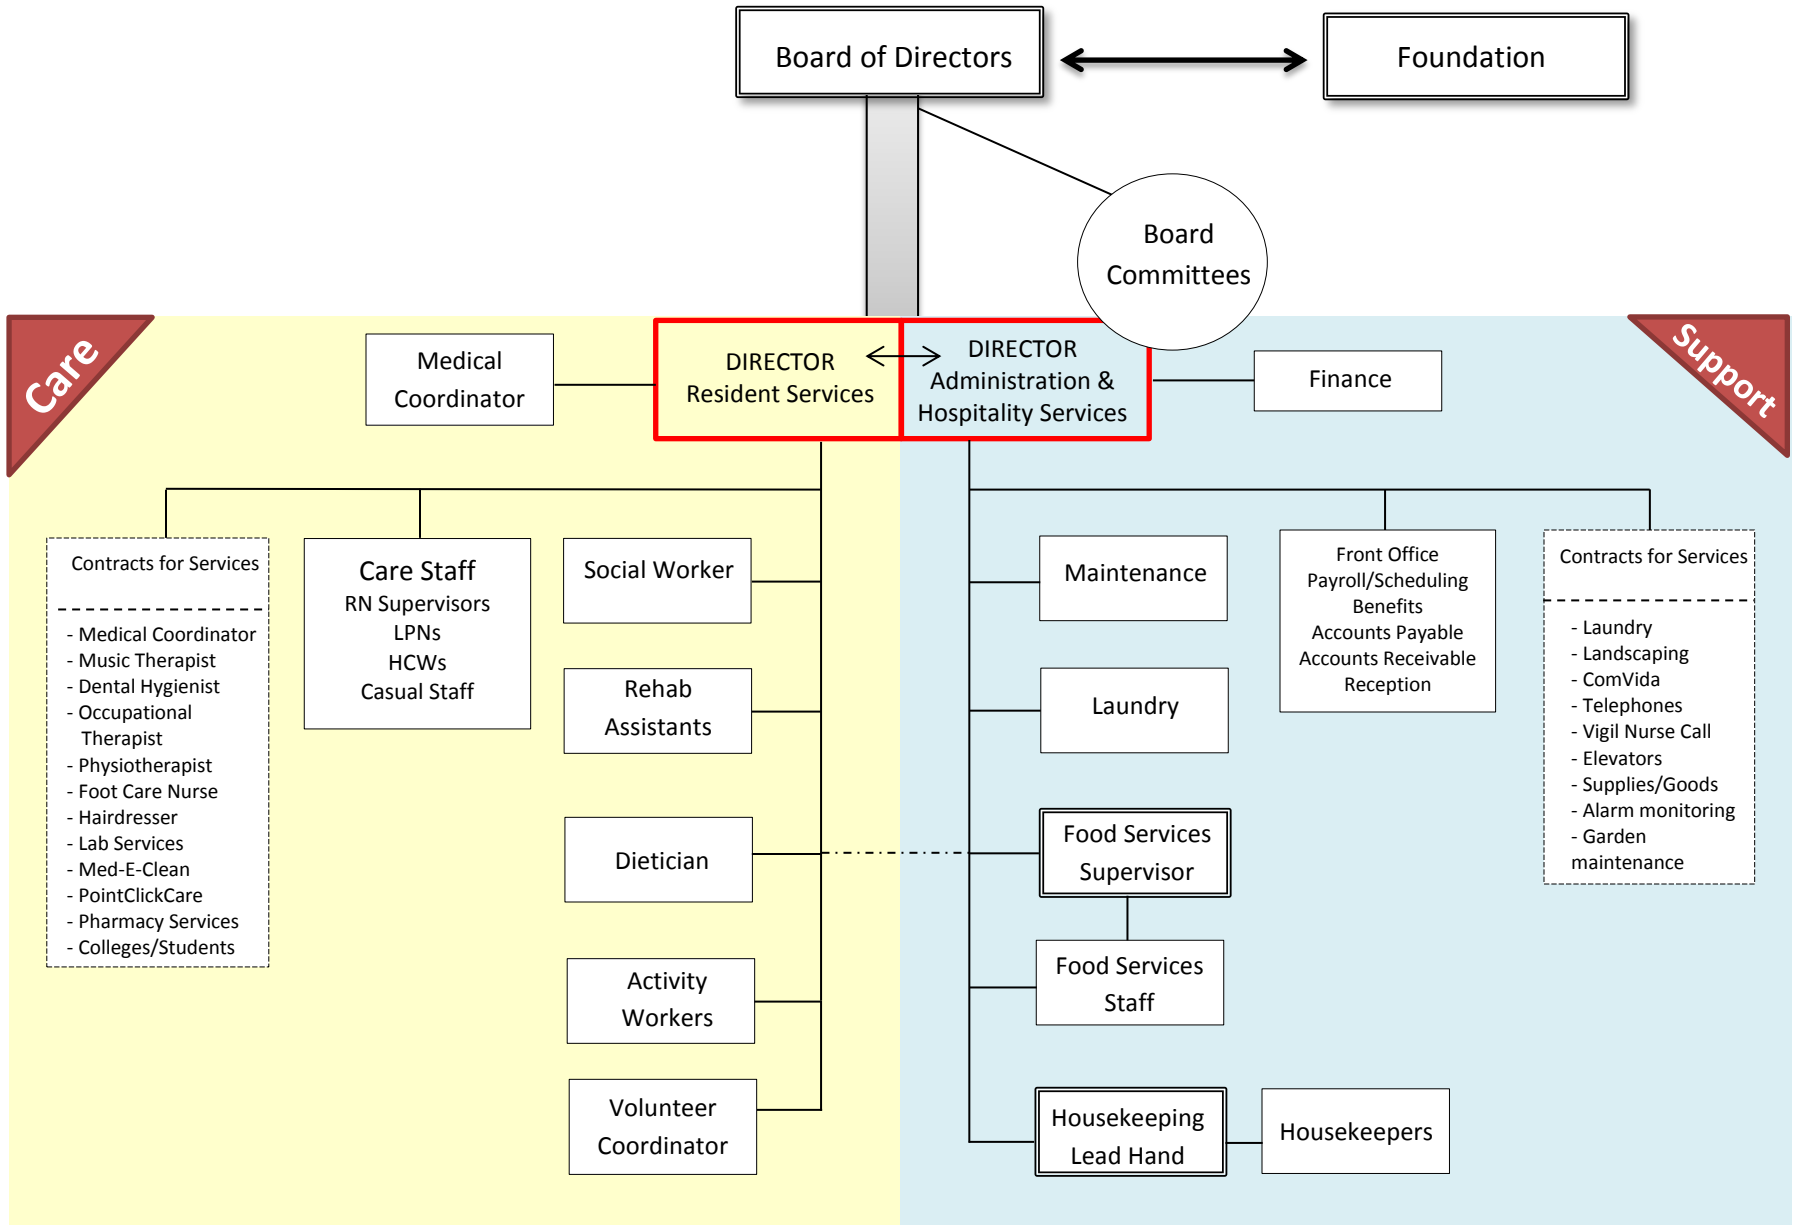 Board of Directors
Foundation
Board
Committees
Care
Support
Medical
Coordinator
DIRECTOR
Resident Services
DIRECTOR
Administration &
Hospitality Services
Finance
Contracts for Services
- Medical Coordinator
- Music Therapist
- Dental Hygienist
- Occupational
Therapist
- Physiotherapist
- Foot Care Nurse
- Hairdresser
- Lab Services
- Med-E-Clean
- PointClickCare
- Pharmacy Services
- Colleges/Students
Care Staff
RN Supervisors
LPNs
HCWs
Casual Staff
Social Worker
Rehab
Assistants
Dietician
Activity
Workers
Volunteer
Coordinator
Maintenance
Laundry
Food Services
Supervisor
Food Services
Staff
Housekeeping
Lead Hand
Housekeepers
Front Office
Payroll/Scheduling
Benefits
Accounts Payable
Accounts Receivable
Reception
Contracts for Services
- Laundry
- Landscaping
- ComVida
- Telephones
- Vigil Nurse Call
- Elevators
- Supplies/Goods
- Alarm monitoring
- Garden
maintenance